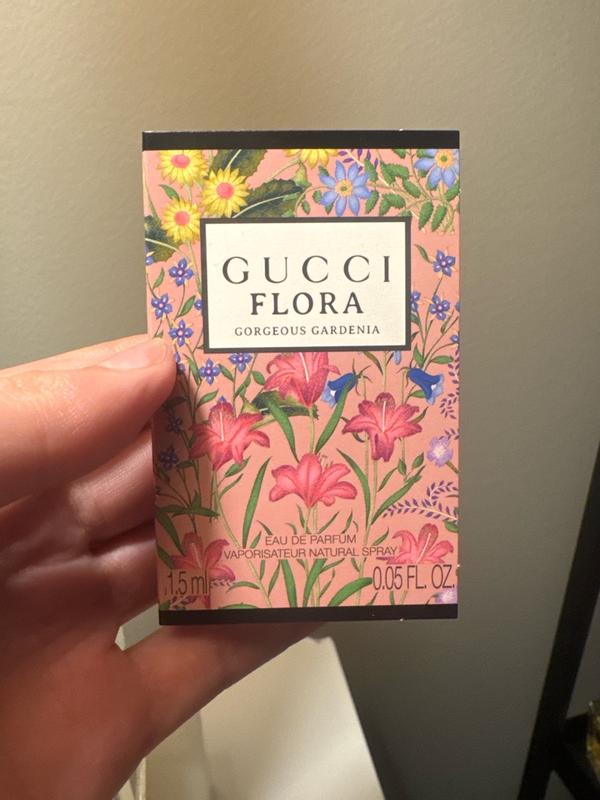 GUCCI
FLORA
GORGEOUS GARDENIA
EAU DE PARFUM
VAPORISATEUR NATURAL SPRAY
1.5 ml
0.05 FL. OZ.